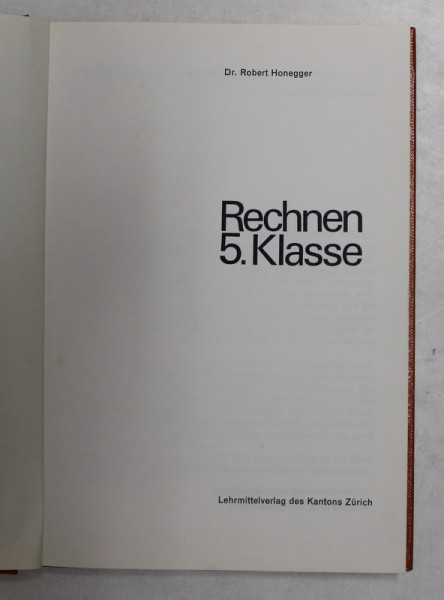 Dr. Robert Honegger
Rechnen
5. Klasse
Lehrmittelverlag des Kantons Zürich